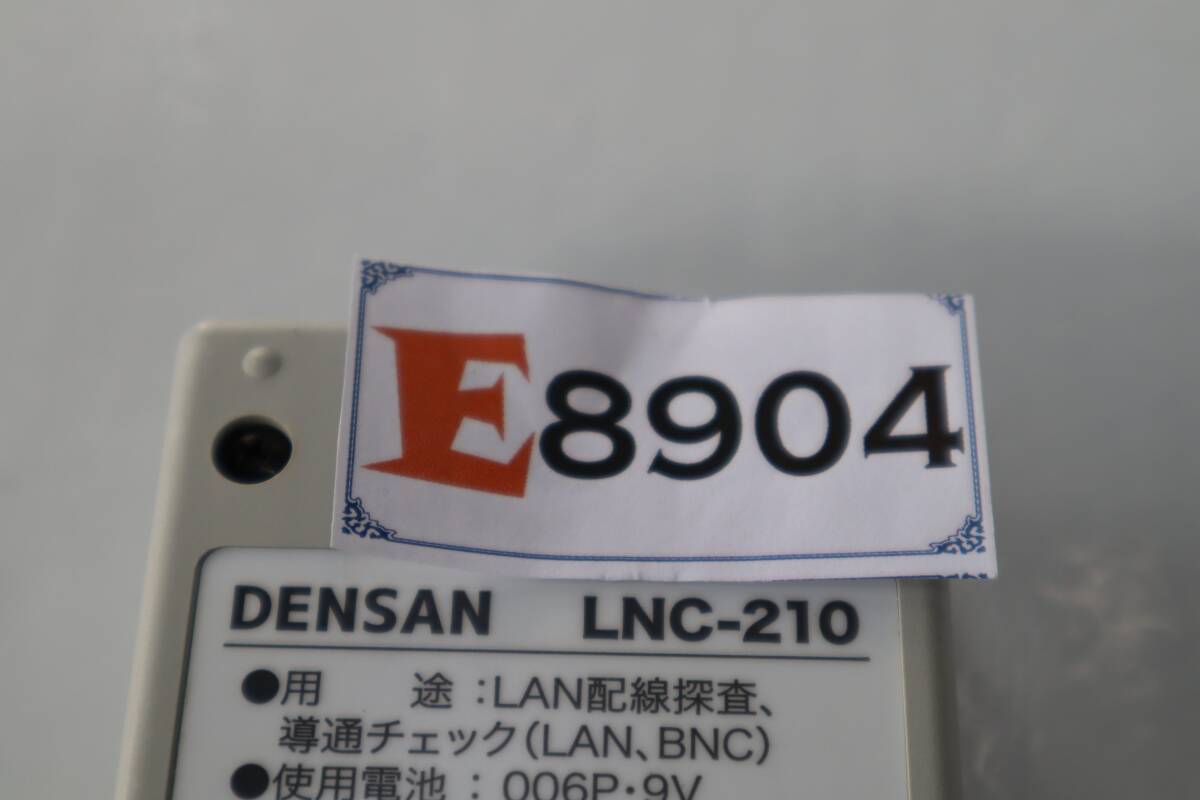 E8904
DENSAN LNC-210
●用 途:LAN配線探査、
導通チェック(LAN、BNC)
●使用電池:006P・9V